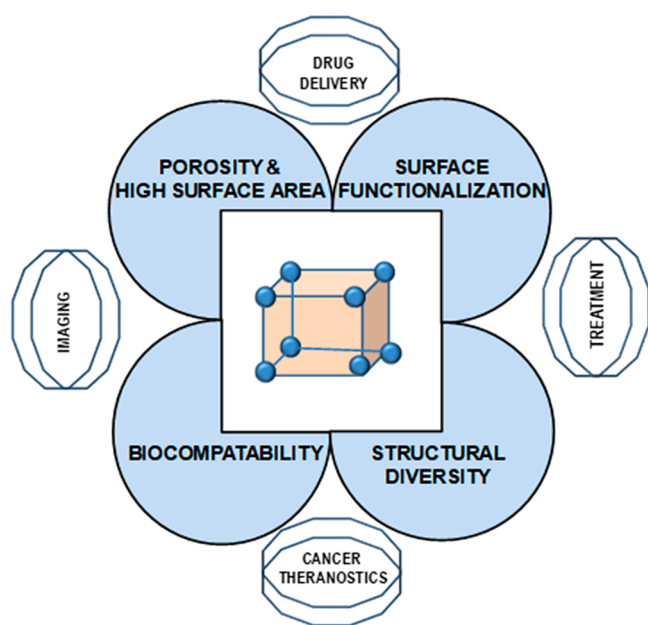 DRUG
DELIVERY
POROSITY &
HIGH SURFACE AREA
SURFACE
FUNCTIONALIZATION
IMAGING
TREATMENT
BIOCOMPATABILITY
STRUCTURAL
DIVERSITY
CANCER
THERANOSTICS